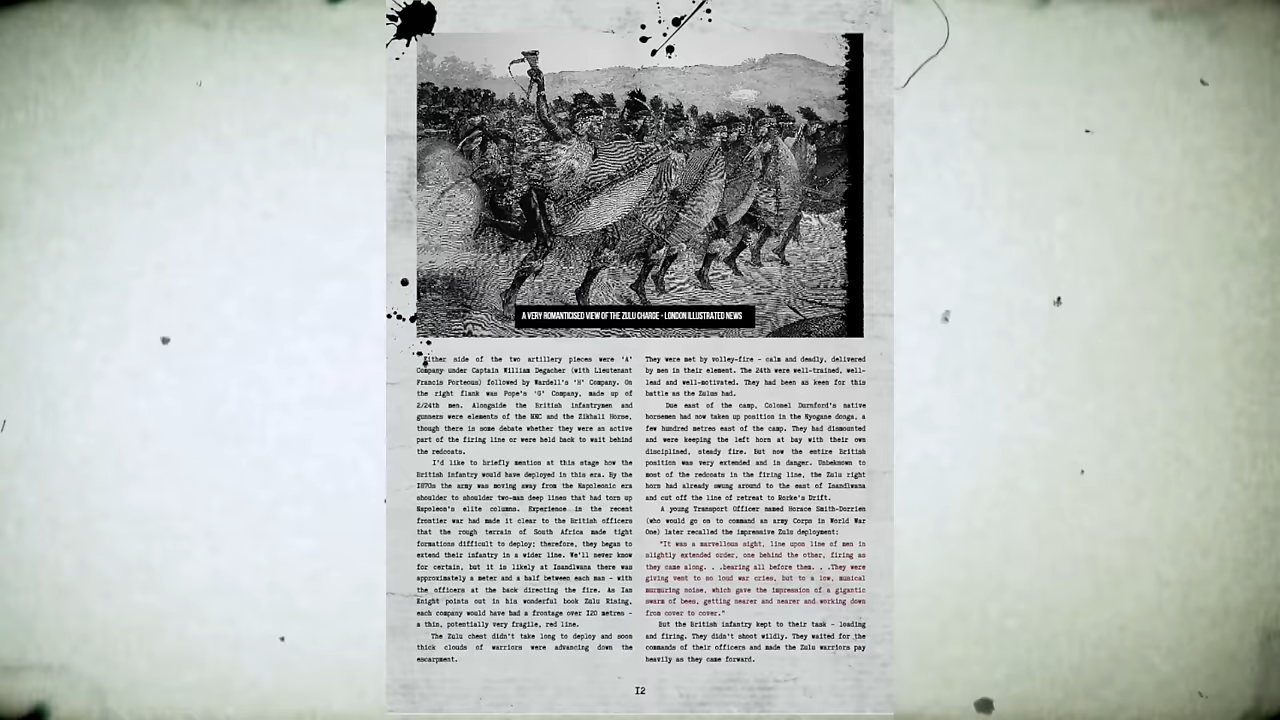 A VERY ROMANTICISED VIEW OF THE ZULU CHARGE - LONDON ILLUSTRATED NEWS
Either side of the two artillery pieces were 'A'
Company under Captain William Degacher (with Lieutenant
Francis Porteous) followed by Wardell's 'H' Company. On
the right flank was Pope's 'G' Company, made up of
2/24th men. Alongside the British infantrymen and
gunners were elements of the NNC and the Zikhali Horse,
though there is some debate whether they were an active
part of the firing line or were held back to wait behind
the redcoats.
I'd like to briefly mention at this stage how the
British infantry would have deployed in this era. By the
1870s the army was moving away from the Napoleonic era
shoulder to shoulder two-man deep lines that had torn up
Napoleon's elite columns. Experience in the recent
frontier war had made it clear to the British officers
that the rough terrain of South Africa made tight
formations difficult to deploy; therefore, they began to
extend their infantry in a wider line. We'll never know
for certain, but it is likely at Isandlwana there was
approximately a meter and a half between each man - with
the officers at the back directing the fire. As Ian
Knight points out in his wonderful book Zulu Rising,
each company would have had a frontage over 120 metres -
a thin, potentially very fragile, red line.
The Zulu chest didn't take long to deploy and soon
thick clouds of warriors were advancing down the
escarpment.
They were met by volley-fire - calm and deadly, delivered
by men in their element. The 24th were well-trained, well-
lead and well-motivated. They had been as keen for this
battle as the Zulus had.
Due east of the camp, Colonel Durnford's native
horsemen had now taken up position in the Nyogane donga, a
few hundred metres east of the camp. They had dismounted
and were keeping the left horn at bay with their own
disciplined, steady fire. But now the entire British
position was very extended and in danger. Unbeknown to
most of the redcoats in the firing line, the Zulu right
horn had already swung around to the east of Isandlwana
and cut off the line of retreat to Rorke's Drift.
A young Transport Officer named Horace Smith-Dorrien
(who would go on to command an army Corps in World War
One) later recalled the impressive Zulu deployment:
"It was a marvellous sight, line upon line of men in
slightly extended order, one behind the other, firing as
they came along. . .bearing all before them. . .They were
giving vent to no loud war cries, but to a low, musical
murmuring noise, which gave the impression of a gigantic
swarm of bees, getting nearer and nearer and working down
from cover to cover."
But the British infantry kept to their task - loading
and firing. They didn't shoot wildly. They waited for the
commands of their officers and made the Zulu warriors pay
heavily as they came forward.
12